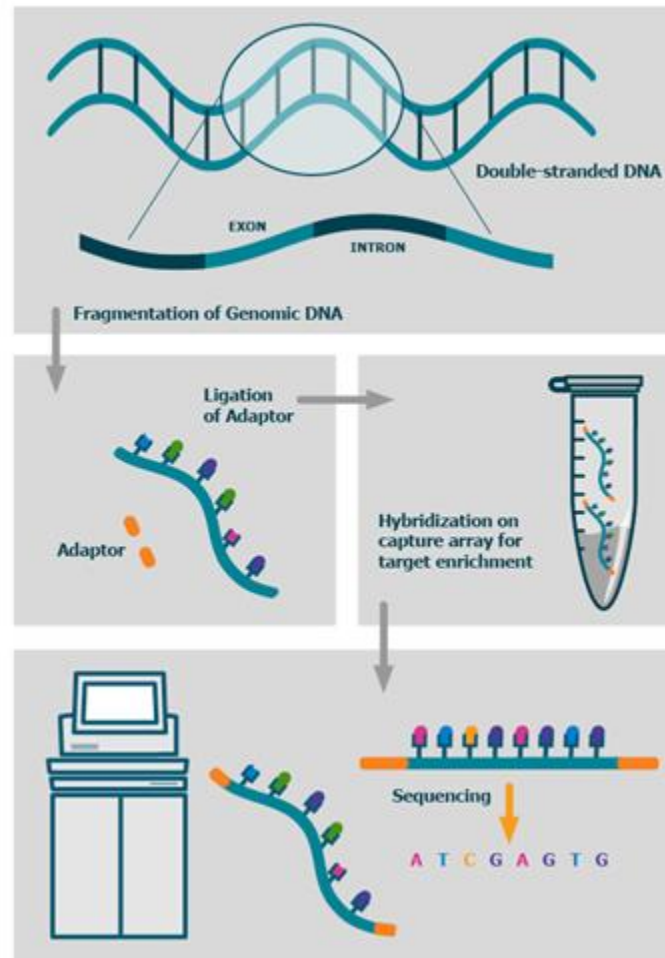 Double-stranded DNA
EXON
INTRON
Fragmentation of Genomic DNA
Ligation
of Adaptor
Adaptor
Hybridization on
capture array for
target enrichment
Sequencing
A T C G A G T G